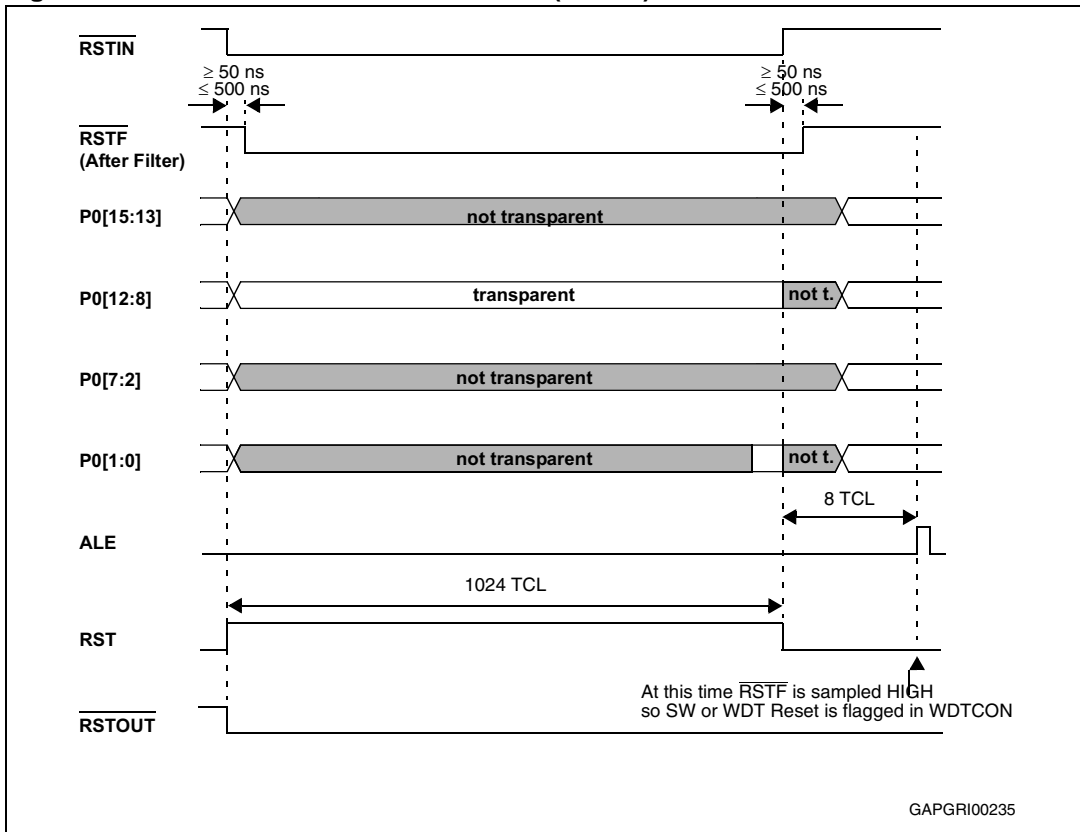 RSTIN
≥ 50 ns
≤ 500 ns
≥ 50 ns
≤ 500 ns
RSTF
(After Filter)
P0[15:13]
not transparent
P0[12:8]
transparent
not t.
P0[7:2]
not transparent
P0[1:0]
not transparent
not t.
8 TCL
ALE
1024 TCL
RST
At this time RSTF is sampled HIGH
so SW or WDT Reset is flagged in WDTCON
RSTOUT
GAPGRI00235